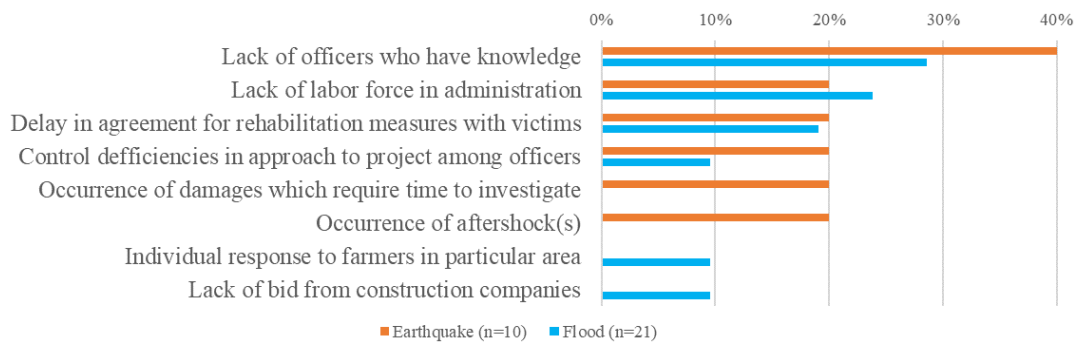 0% 10% 20% 30% 40%
Lack of officers who have knowledge
Lack of labor force in administration
Delay in agreement for rehabilitation measures with victims
Control defficiencies in approach to project among officers
Occurrence of damages which require time to investigate
Occurrence of aftershock(s)
Individual response to farmers in particular area
Lack of bid from construction companies
Earthquake (n=10) Flood (n=21)